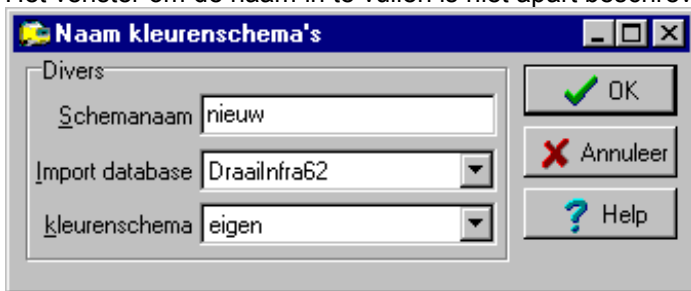 Het venster om de naam in te vullen is niet apart beschre
Naam kleurenschema's
Divers
Schemanaam nieuw
Import database DraaiInfra62
kleurenschema eigen
OK
Annuleer
Help